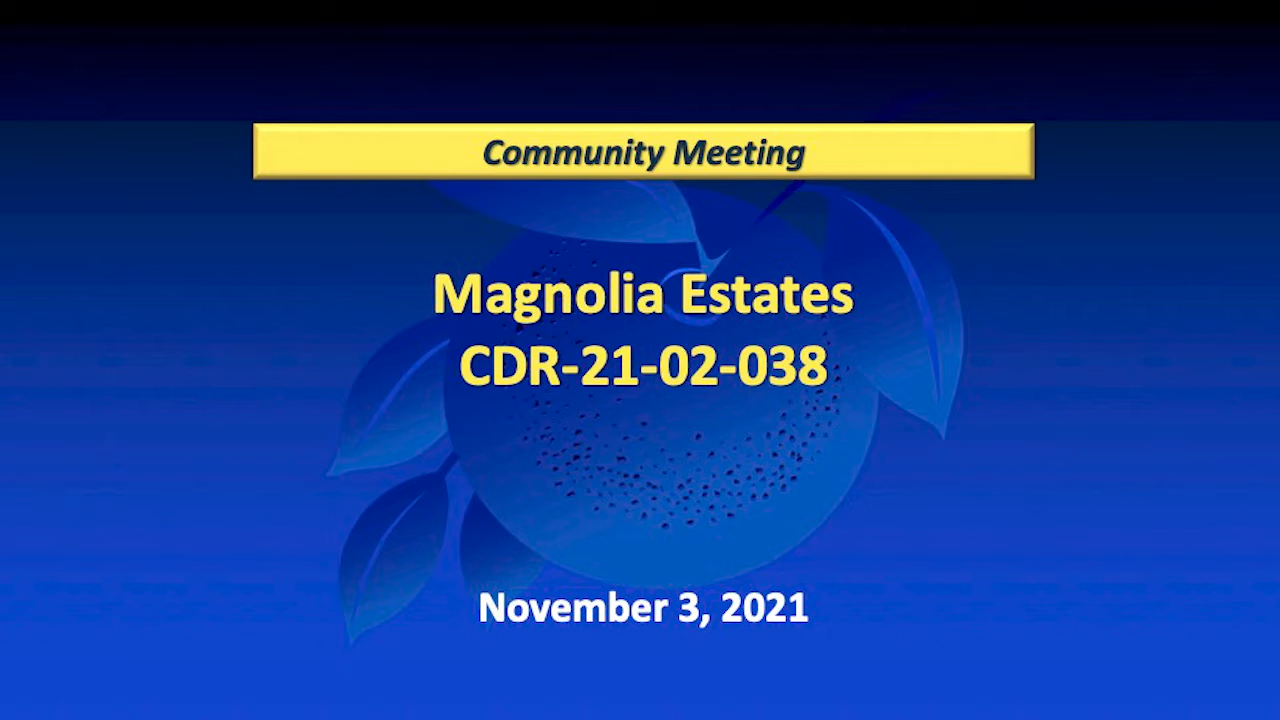 Community Meeting
Magnolia Estates
CDR-21-02-038
November 3, 2021